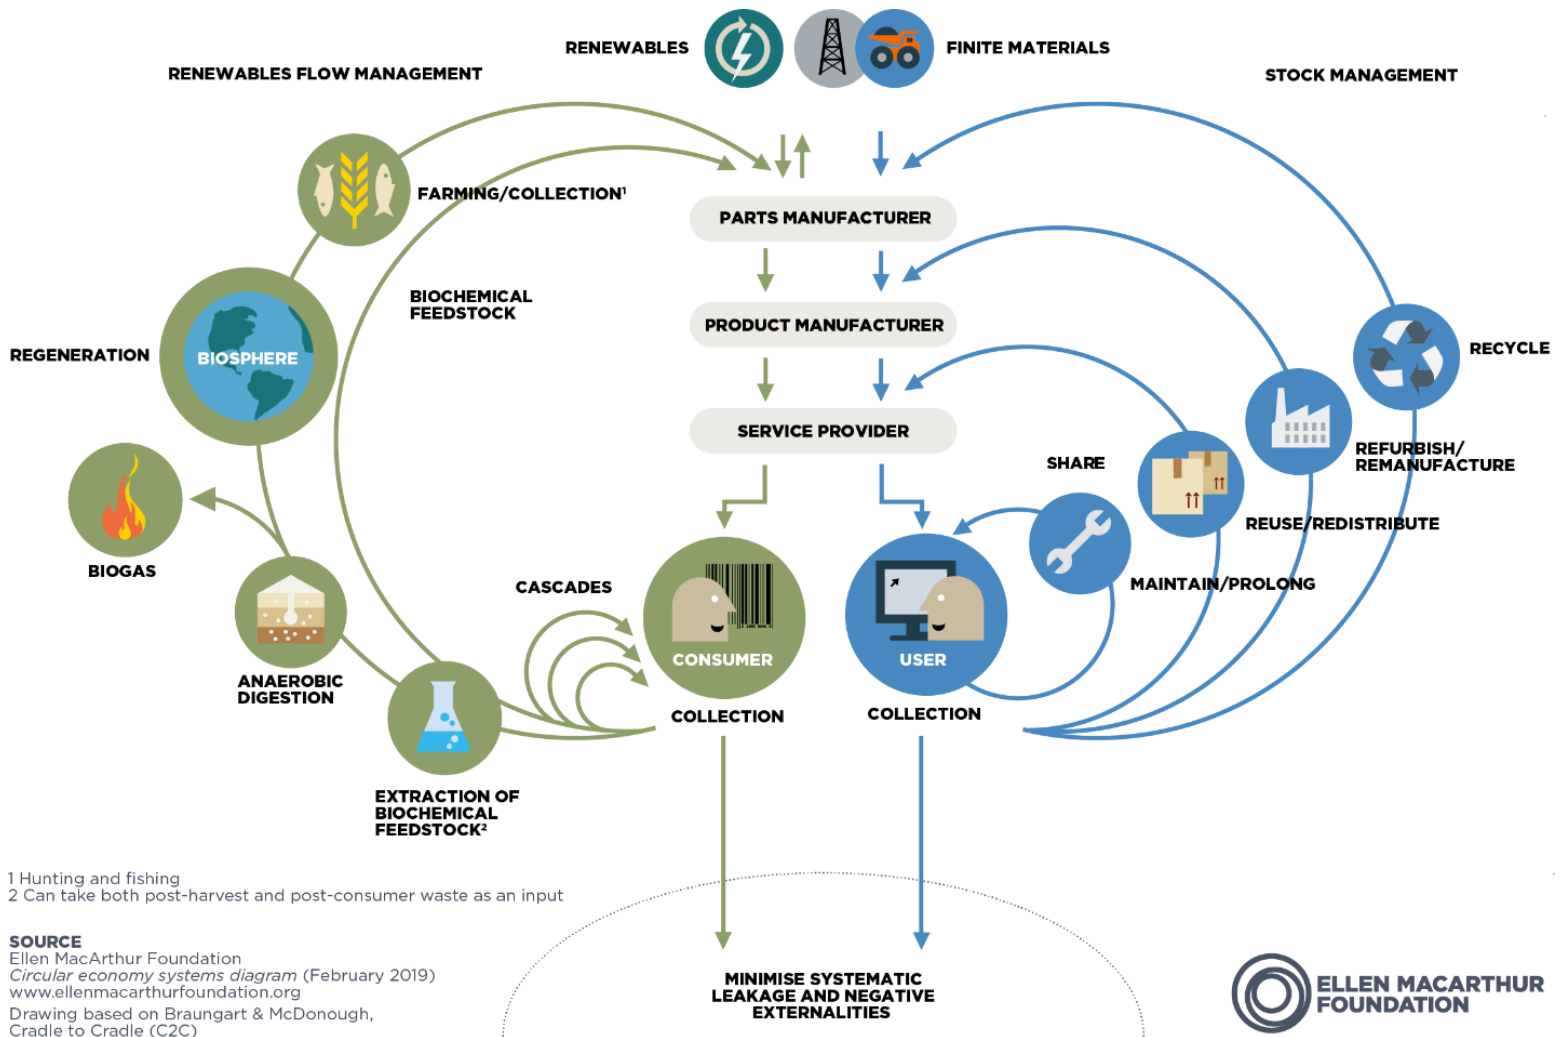 RENEWABLES
FINITE MATERIALS
RENEWABLES FLOW MANAGEMENT
STOCK MANAGEMENT
FARMING/COLLECTION¹
PARTS MANUFACTURER
BIOCHEMICAL
FEEDSTOCK
PRODUCT MANUFACTURER
REGENERATION
BIOSPHERE
RECYCLE
SERVICE PROVIDER
SHARE
REFURBISH/
REMANUFACTURE
REUSE/REDISTRIBUTE
BIOGAS
CASCADES
MAINTAIN/PROLONG
CONSUMER
USER
ANAEROBIC
DIGESTION
COLLECTION
COLLECTION
EXTRACTION OF
BIOCHEMICAL
FEEDSTOCK²
1 Hunting and fishing
2 Can take both post-harvest and post-consumer waste as an input
SOURCE
Ellen MacArthur Foundation
Circular economy systems diagram (February 2019)
www.ellenmacarthurfoundation.org
Drawing based on Braungart & McDonough,
Cradle to Cradle (C2C)
MINIMISE SYSTEMATIC
LEAKAGE AND NEGATIVE
EXTERNALITIES
ELLEN MACARTHUR
FOUNDATION